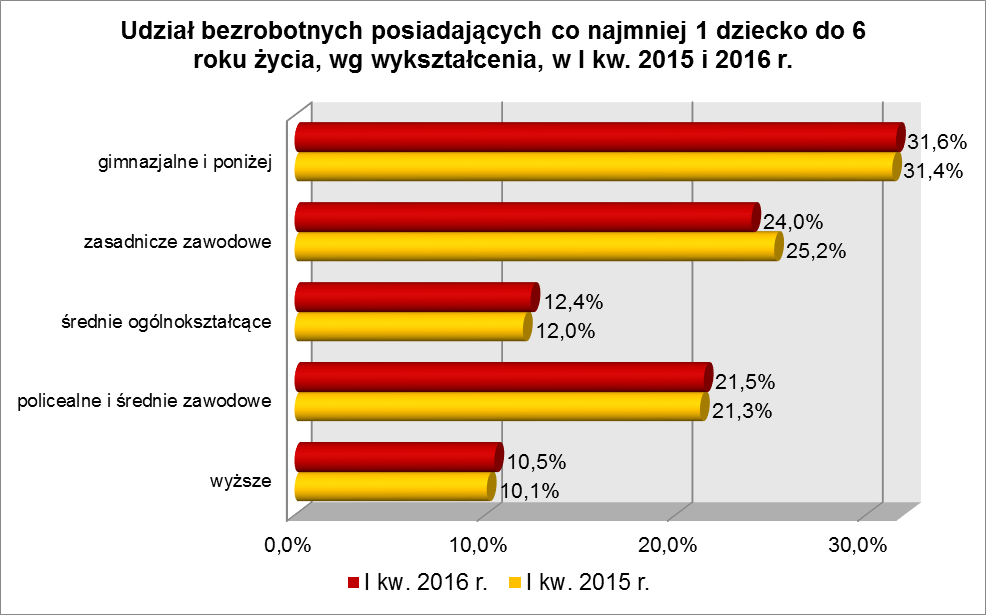 Udział bezrobotnych posiadających co najmniej 1 dziecko do 6
roku życia, wg wykształcenia, w I kw. 2015 i 2016 r.
gimnazjalne i poniżej
31,6%
31,4%
zasadnicze zawodowe
24,0%
25,2%
średnie ogólnokształcące
12,4%
12,0%
policealne i średnie zawodowe
21,5%
21,3%
wyższe
10,5%
10,1%
0,0% 10,0% 20,0% 30,0%
I kw. 2016 r. I kw. 2015 r.